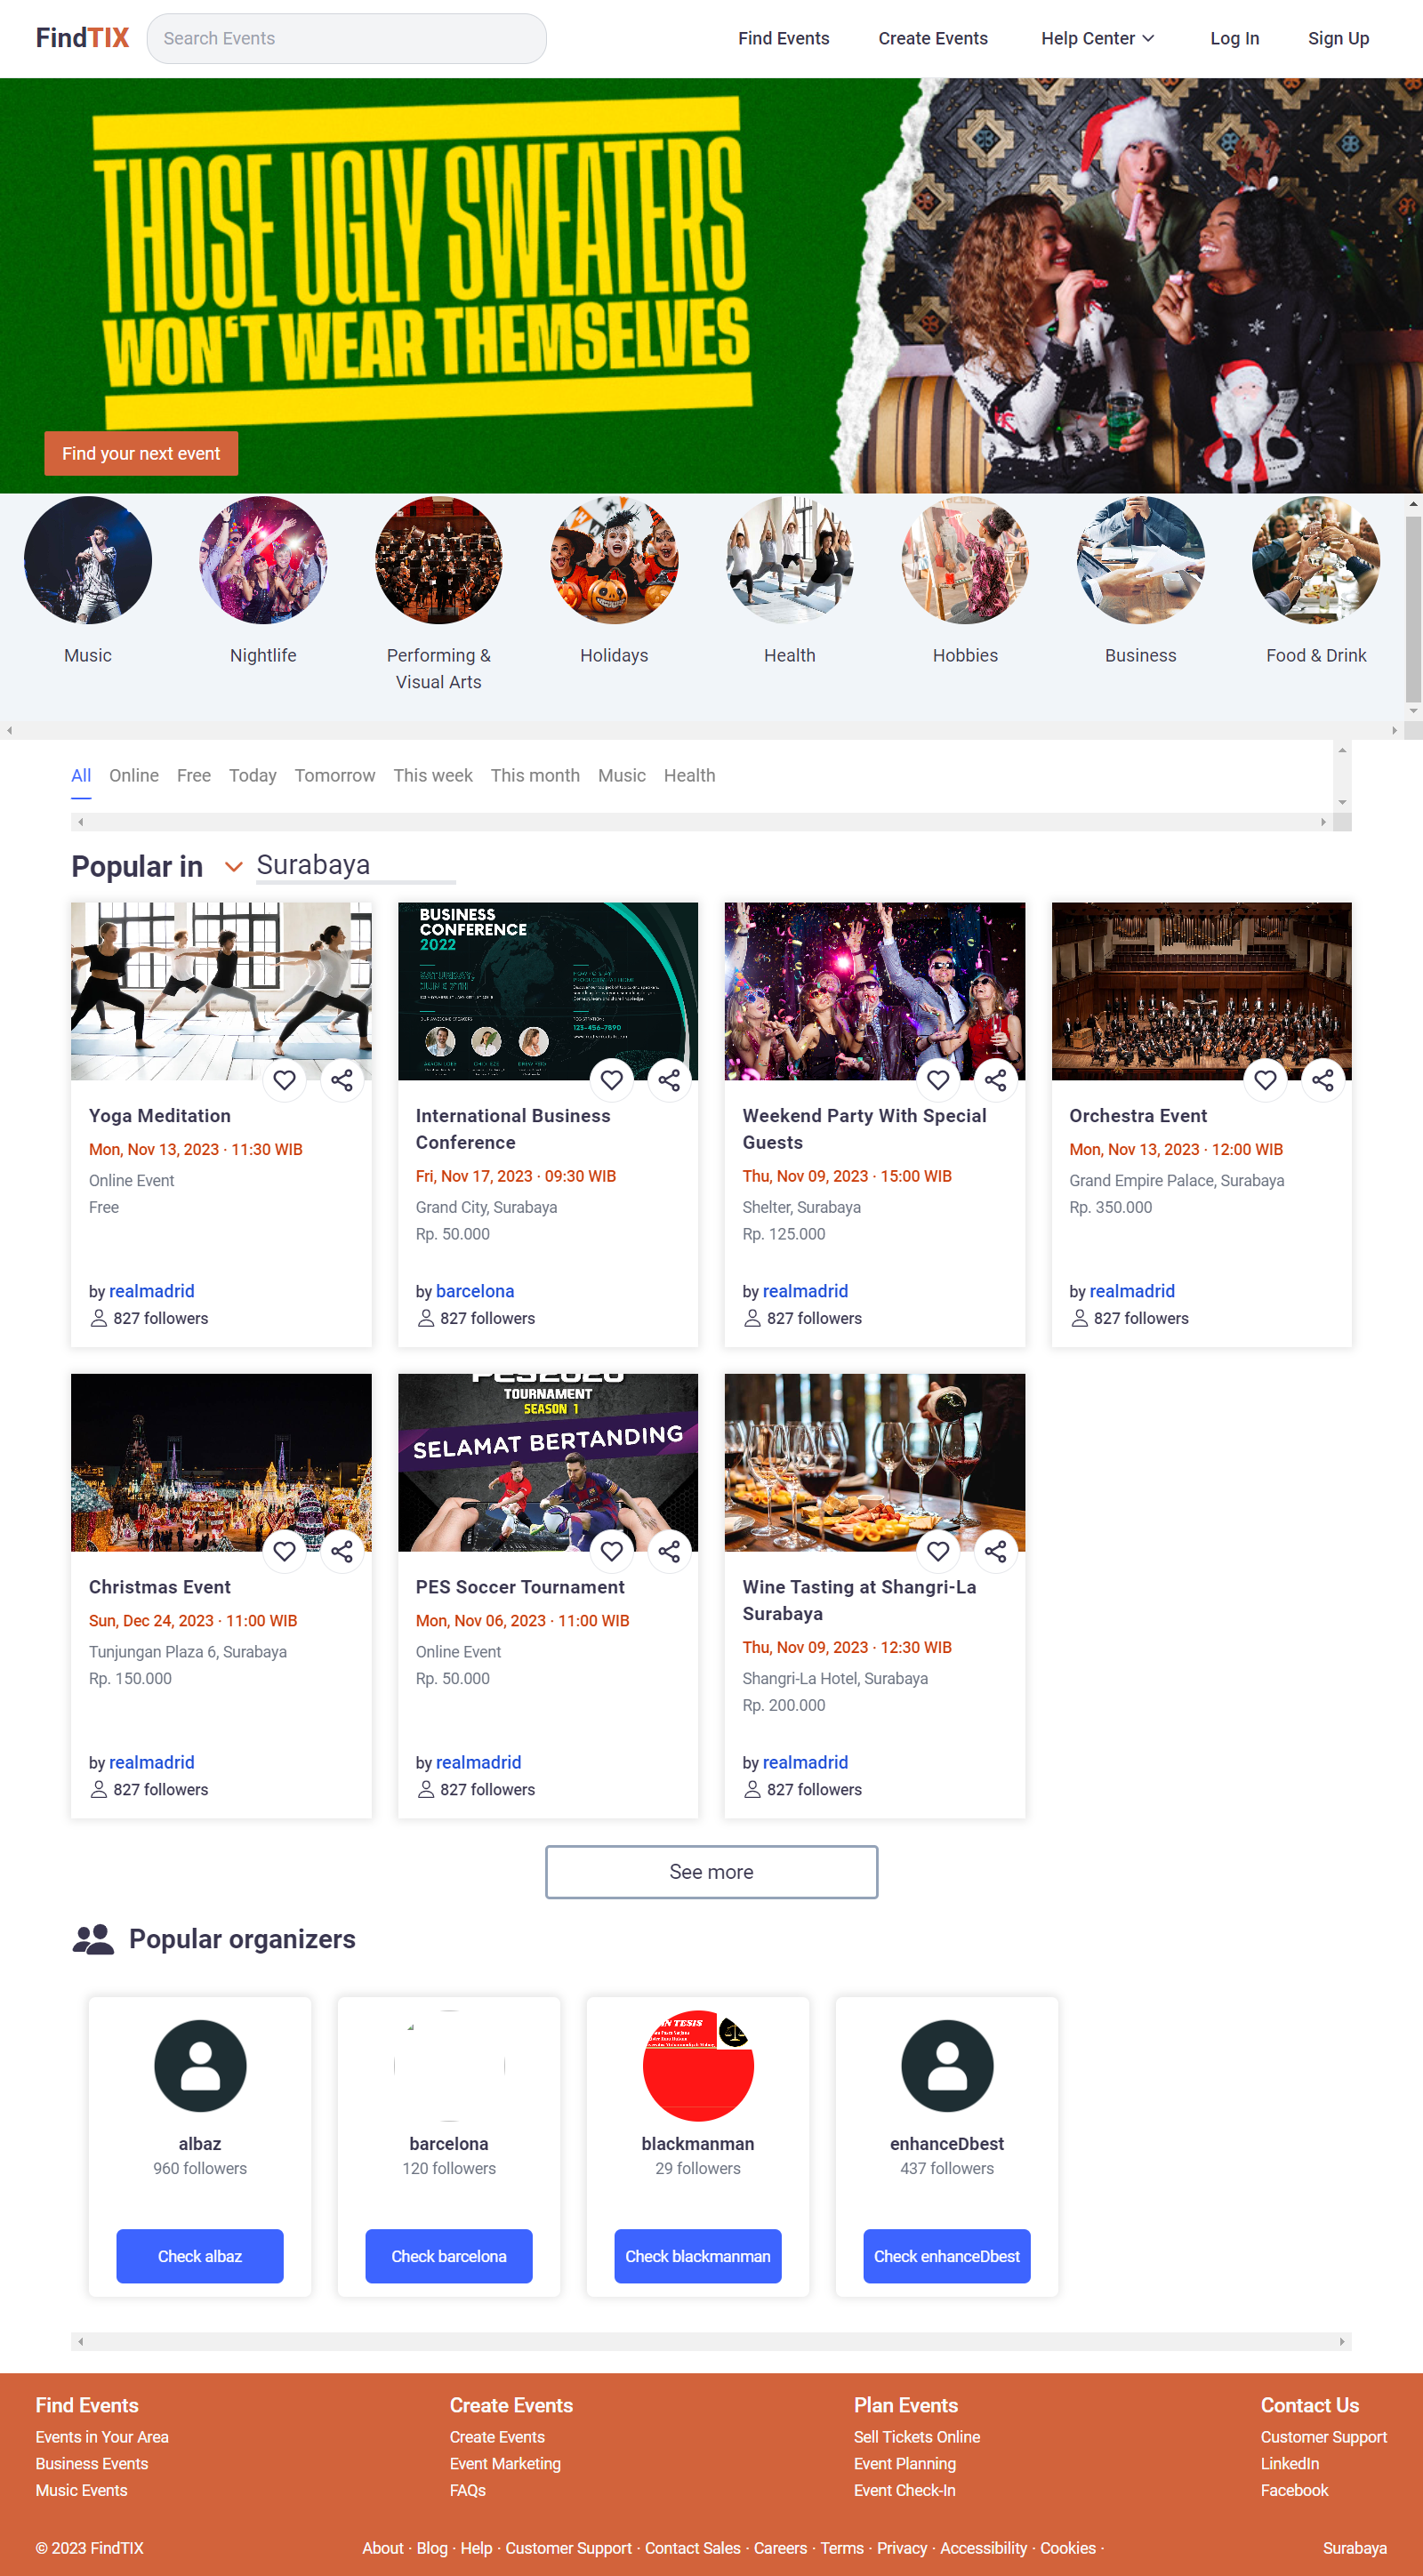 FindTIX
Search Events
Find Events
Create Events
Help Center
Log In
Sign Up
THOSE UGLY SWEATERS
WON'T WEAR THEMSELVES
Find your next event
Music
Nightlife
Performing &
Visual Arts
Holidays
Health
Hobbies
Business
Food & Drink
All
Online
Free
Today
Tomorrow
This week
This month
Music
Health
Popular in
Surabaya
Yoga Meditation
Mon, Nov 13, 2023 · 11:30 WIB
Online Event
Free
by realmadrid
827 followers
BUSINESS
CONFERENCE
2022
123-456-7890
International Business
Conference
Fri, Nov 17, 2023 · 09:30 WIB
Grand City, Surabaya
Rp. 50.000
by barcelona
827 followers
Weekend Party With Special
Guests
Thu, Nov 09, 2023 · 15:00 WIB
Shelter, Surabaya
Rp. 125.000
by realmadrid
827 followers
Orchestra Event
Mon, Nov 13, 2023 · 12:00 WIB
Grand Empire Palace, Surabaya
Rp. 350.000
by realmadrid
827 followers
Christmas Event
Sun, Dec 24, 2023 · 11:00 WIB
Tunjungan Plaza 6, Surabaya
Rp. 150.000
by realmadrid
827 followers
PES2020
TOURNAMENT
SEASON 1
SELAMAT BERTANDING
PES Soccer Tournament
Mon, Nov 06, 2023 · 11:00 WIB
Online Event
Rp. 50.000
by realmadrid
827 followers
Wine Tasting at Shangri-La
Surabaya
Thu, Nov 09, 2023 · 12:30 WIB
Shangri-La Hotel, Surabaya
Rp. 200.000
by realmadrid
827 followers
See more
Popular organizers
albaz
960 followers
Check albaz
barcelona
120 followers
Check barcelona
TESIS
blackmanman
29 followers
Check blackmanman
enhanceDbest
437 followers
Check enhanceDbest
Find Events
Events in Your Area
Business Events
Music Events
Create Events
Create Events
Event Marketing
FAQs
Plan Events
Sell Tickets Online
Event Planning
Event Check-In
Contact Us
Customer Support
LinkedIn
Facebook
© 2023 FindTIX
About · Blog · Help · Customer Support · Contact Sales · Careers · Terms · Privacy · Accessibility · Cookies ·
Surabaya